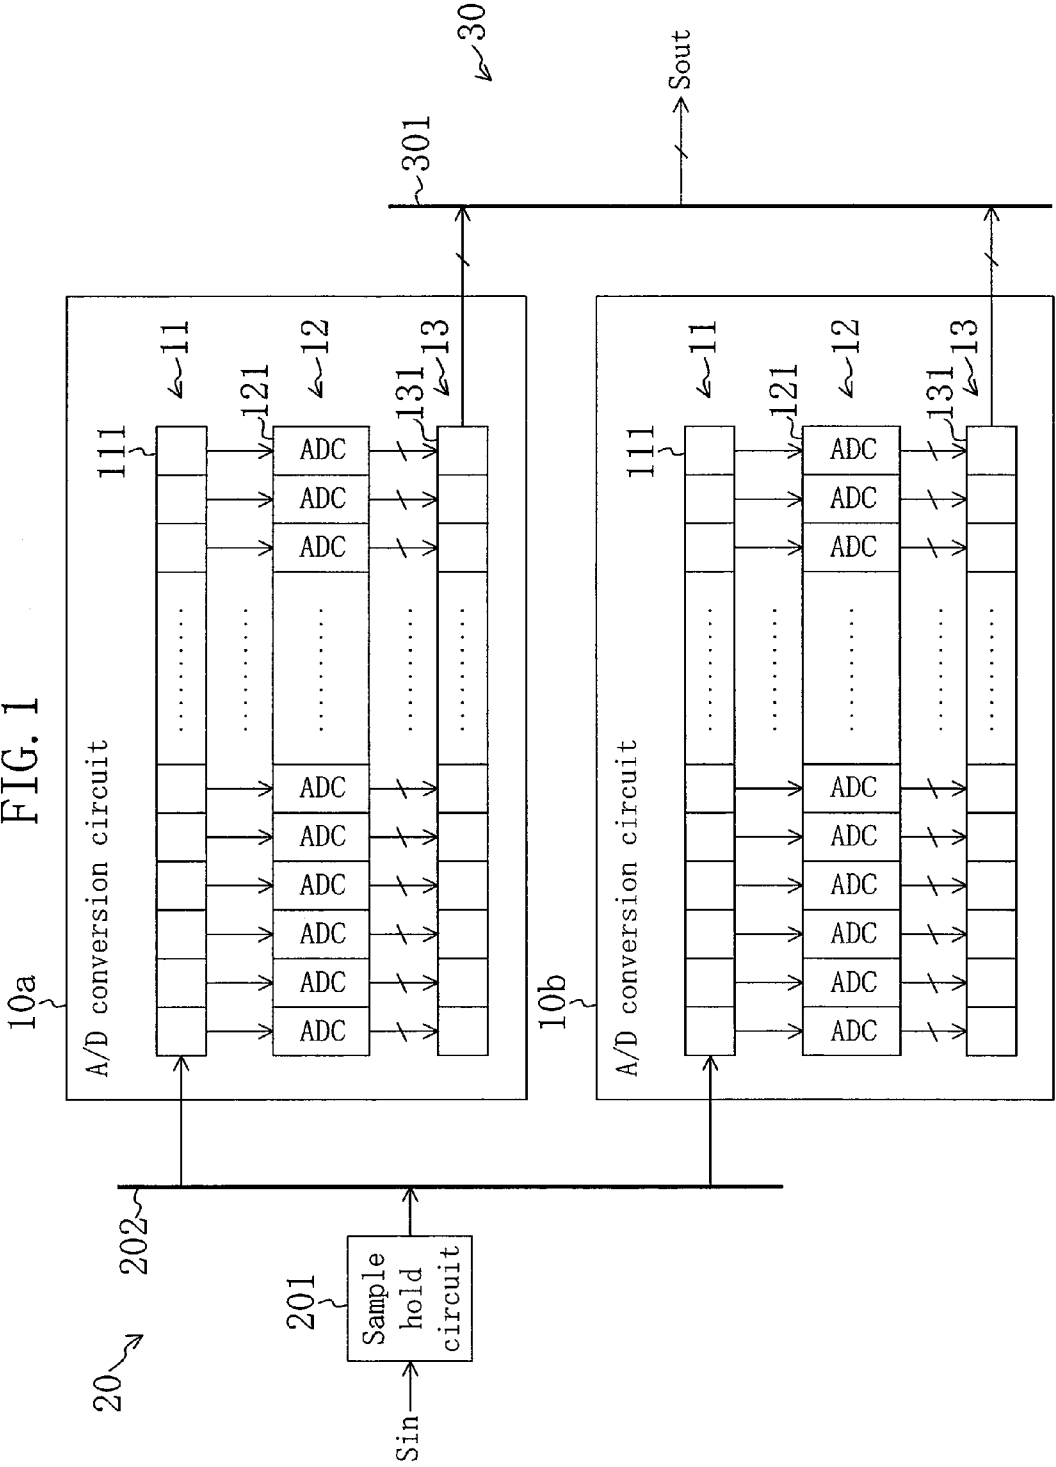 FIG. 1
20
202
201
Sin
Sample
hold
circuit
10a
A/D conversion circuit
111
11
121
ADC ADC ADC ADC ADC ADC ......... ADC ADC ADC
12
131
13
.........
.........
.........
.........
10b
A/D conversion circuit
111
11
121
ADC ADC ADC ADC ADC ADC ......... ADC ADC ADC
12
131
13
.........
.........
.........
.........
301
30
Sout